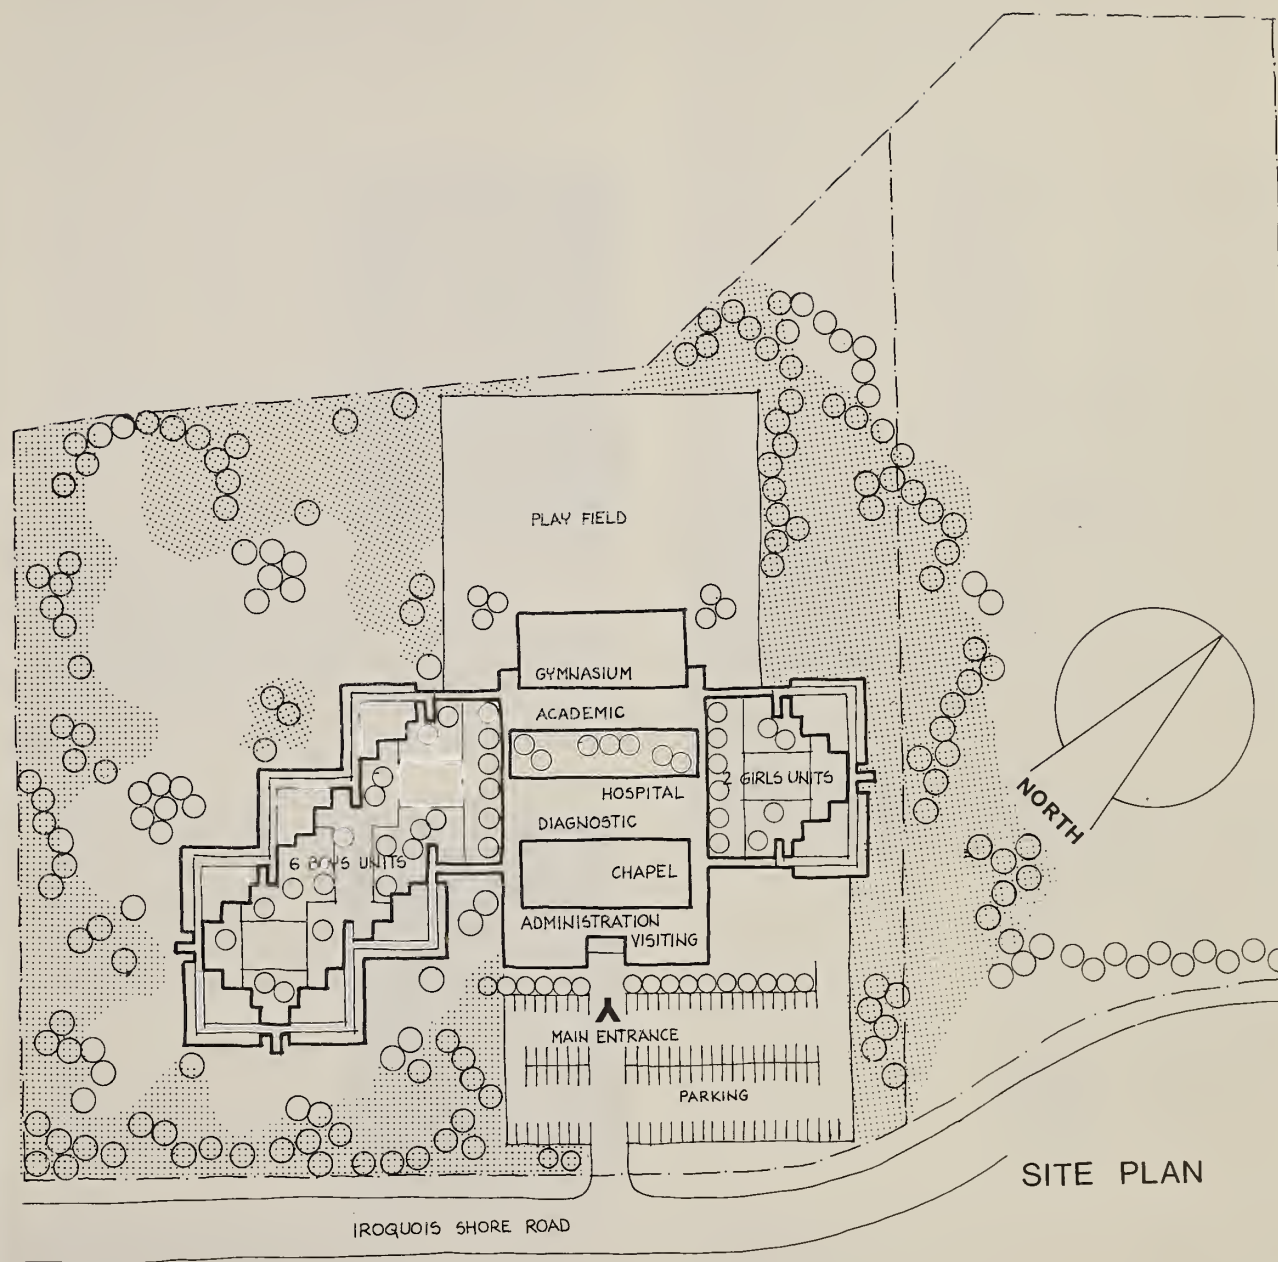 PLAY FIELD
GYMNASIUM
ACADEMIC
HOSPITAL
2 GIRLS UNITS
DIAGNOSTIC
6 BOYS UNITS
CHAPEL
ADMINISTRATION
VISITING
MAIN ENTRANCE
PARKING
NORTH
SITE PLAN
IROQUOIS SHORE ROAD